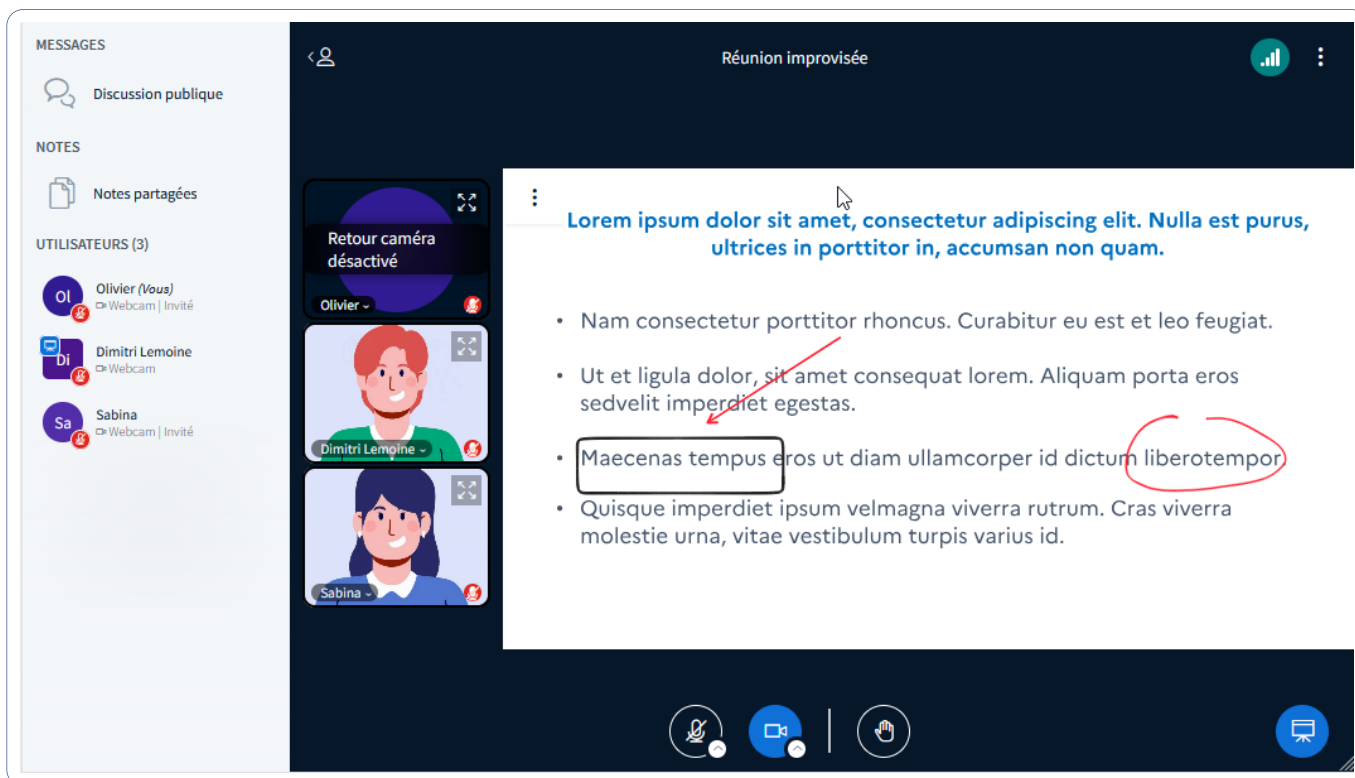 MESSAGES
Discussion publique
NOTES
Notes partagées
UTILISATEURS (3)
Ol
Olivier (Vous)
Webcam | Invité
Di
Dimitri Lemoine
Webcam
Sa
Sabina
Webcam | Invité
Réunion improvisée
Retour caméra
désactivé
Olivier
Dimitri Lemoine
Sabina
Lorem ipsum dolor sit amet, consectetur adipiscing elit. Nulla est purus,
ultrices in porttitor in, accumsan non quam.
• Nam consectetur porttitor rhoncus. Curabitur eu est et leo feugiat.
• Ut et ligula dolor, sit amet consequat lorem. Aliquam porta eros
sedvelit imperdiet egestas.
• Maecenas tempus eros ut diam ullamcorper id dictum liberotempor.
• Quisque imperdiet ipsum velmagna viverra rutrum. Cras viverra
molestie urna, vitae vestibulum turpis varius id.